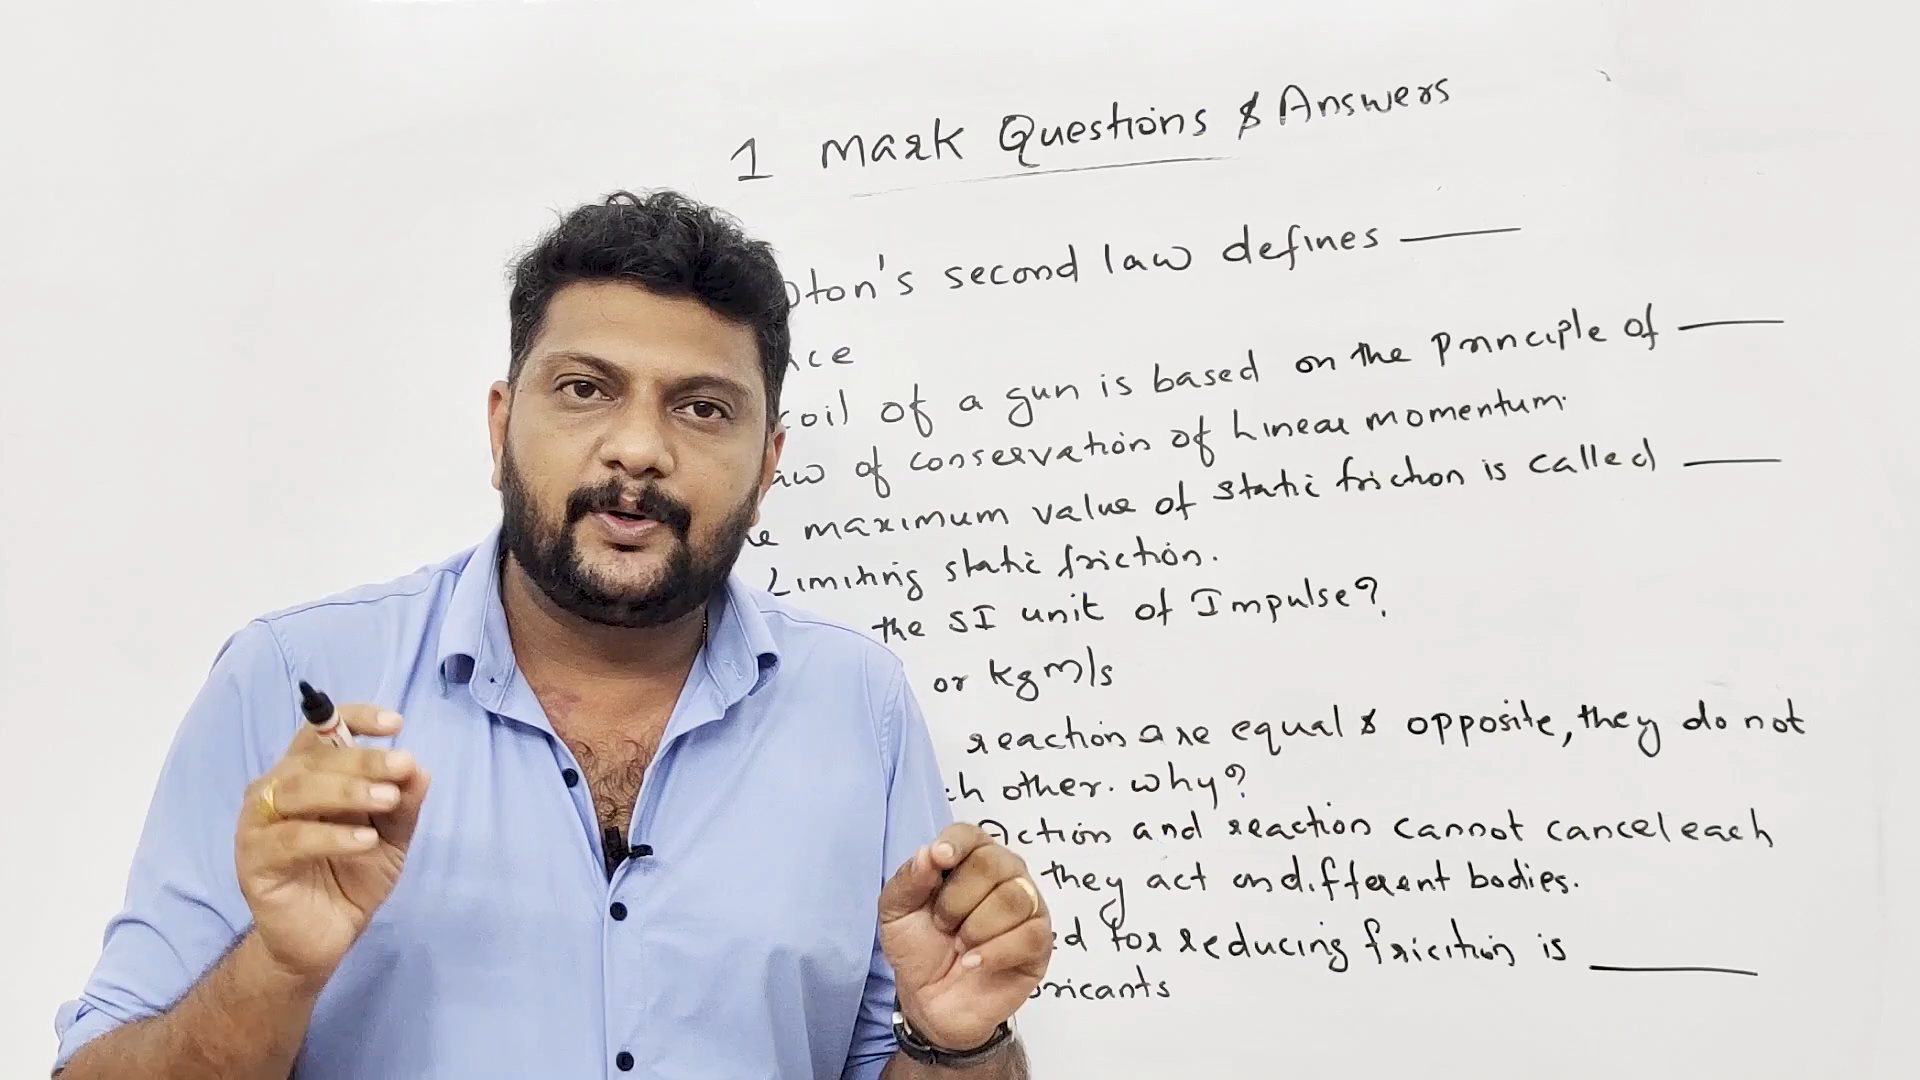 1 Mark Questions & Answers
ton's second law defines
ce
coil of a gun is based on the principle of
aw of conservation of Linear momentum.
e maximum value of static friction is called
Limiting static friction.
the SI unit of Impulse?
or kgm/s
reaction are equal & opposite, they do not
ch other. why?
Action and reaction cannot cancel each
they act on different bodies.
ed for reducing friction is
bricants